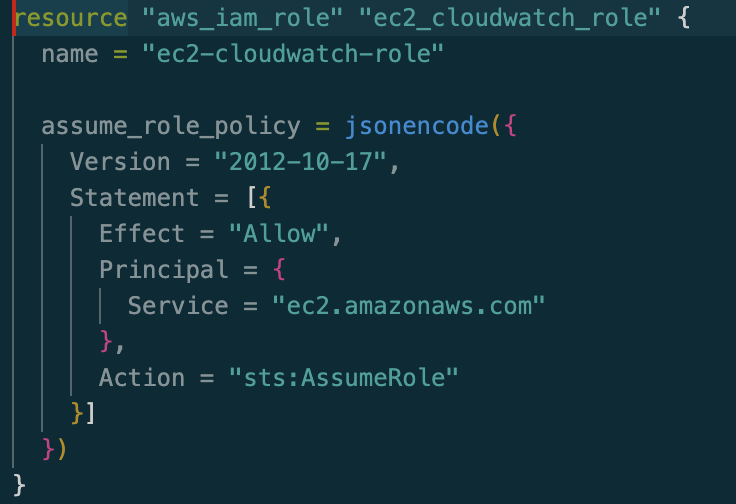 resource "aws_iam_role" "ec2_cloudwatch_role" {
  name = "ec2-cloudwatch-role"

  assume_role_policy = jsonencode({
    Version = "2012-10-17",
    Statement = [{
      Effect = "Allow",
      Principal = {
        Service = "ec2.amazonaws.com"
      },
      Action = "sts:AssumeRole"
    }]
  })
}